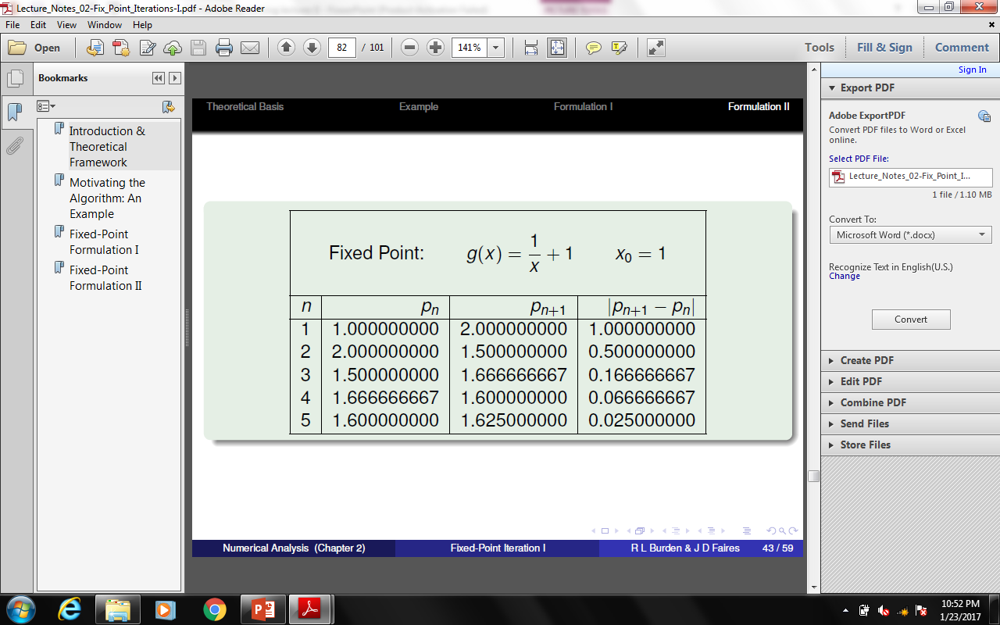 Lecture_Notes_02-Fix_Point_Iterations-I.pdf - Adobe Reader
File Edit View Window Help
Open 82 / 101 141% Tools Fill & Sign Comment
Sign In
Bookmarks
Introduction &
Theoretical
Framework
Motivating the
Algorithm: An
Example
Fixed-Point
Formulation I
Fixed-Point
Formulation II
Theoretical Basis Example Formulation I Formulation II
Fixed Point: g(x) = 1/x + 1 x₀ = 1
n pₙ pₙ₊₁ |pₙ₊₁ − pₙ|
1 1.000000000 2.000000000 1.000000000
2 2.000000000 1.500000000 0.500000000
3 1.500000000 1.666666667 0.166666667
4 1.666666667 1.600000000 0.066666667
5 1.600000000 1.625000000 0.025000000
Numerical Analysis (Chapter 2) Fixed-Point Iteration I R L Burden & J D Faires 43 / 59
Export PDF
Adobe ExportPDF
Convert PDF files to Word or Excel
online.
Select PDF File:
Lecture_Notes_02-Fix_Point_I...
1 file / 1.10 MB
Convert To:
Microsoft Word (*.docx)
Recognize Text in English(U.S.)
Change
Convert
Create PDF
Edit PDF
Combine PDF
Send Files
Store Files
10:52 PM
1/23/2017